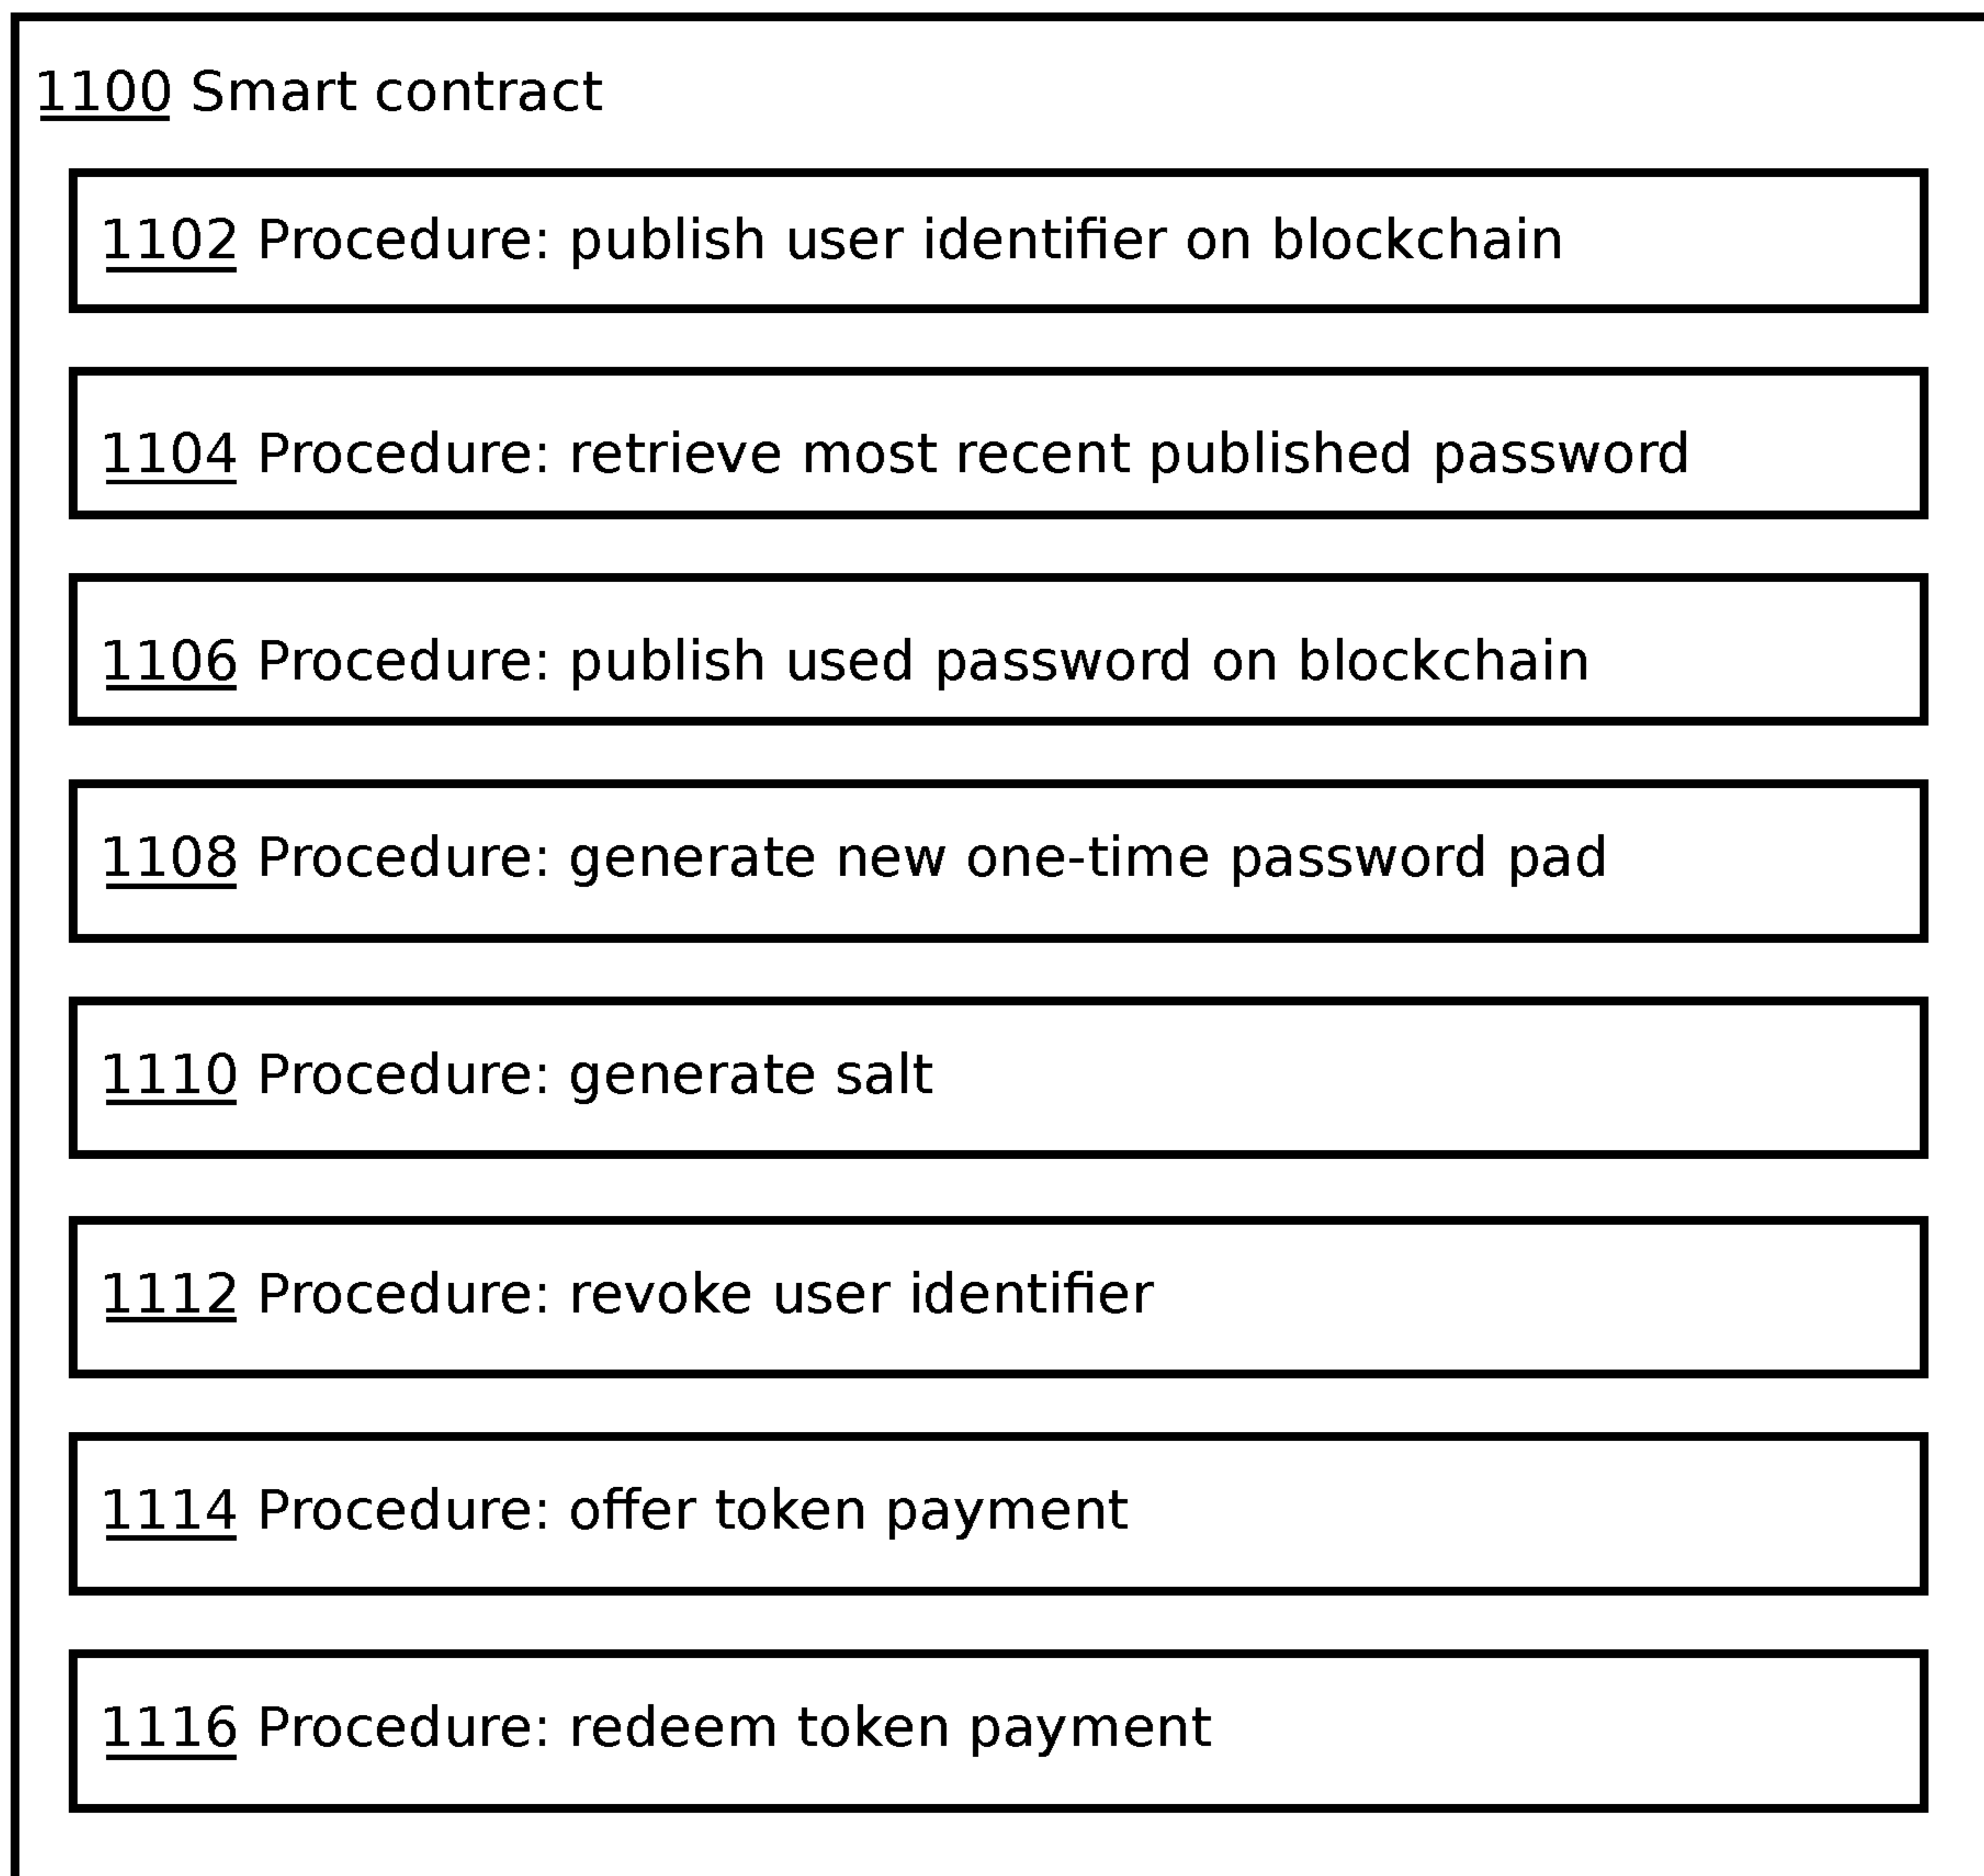 1100 Smart contract
1102 Procedure: publish user identifier on blockchain
1104 Procedure: retrieve most recent published password
1106 Procedure: publish used password on blockchain
1108 Procedure: generate new one-time password pad
1110 Procedure: generate salt
1112 Procedure: revoke user identifier
1114 Procedure: offer token payment
1116 Procedure: redeem token payment